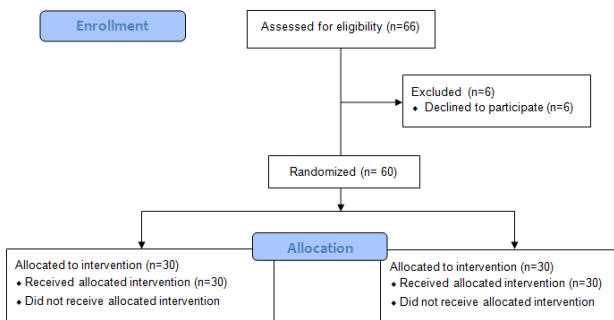 Enrollment
Assessed for eligibility (n=66)
Excluded (n=6)
♦ Declined to participate (n=6)
Randomized (n= 60)
Allocation
Allocated to intervention (n=30)
♦ Received allocated intervention (n=30)
♦ Did not receive allocated intervention
Allocated to intervention (n=30)
♦ Received allocated intervention (n=30)
♦ Did not receive allocated intervention